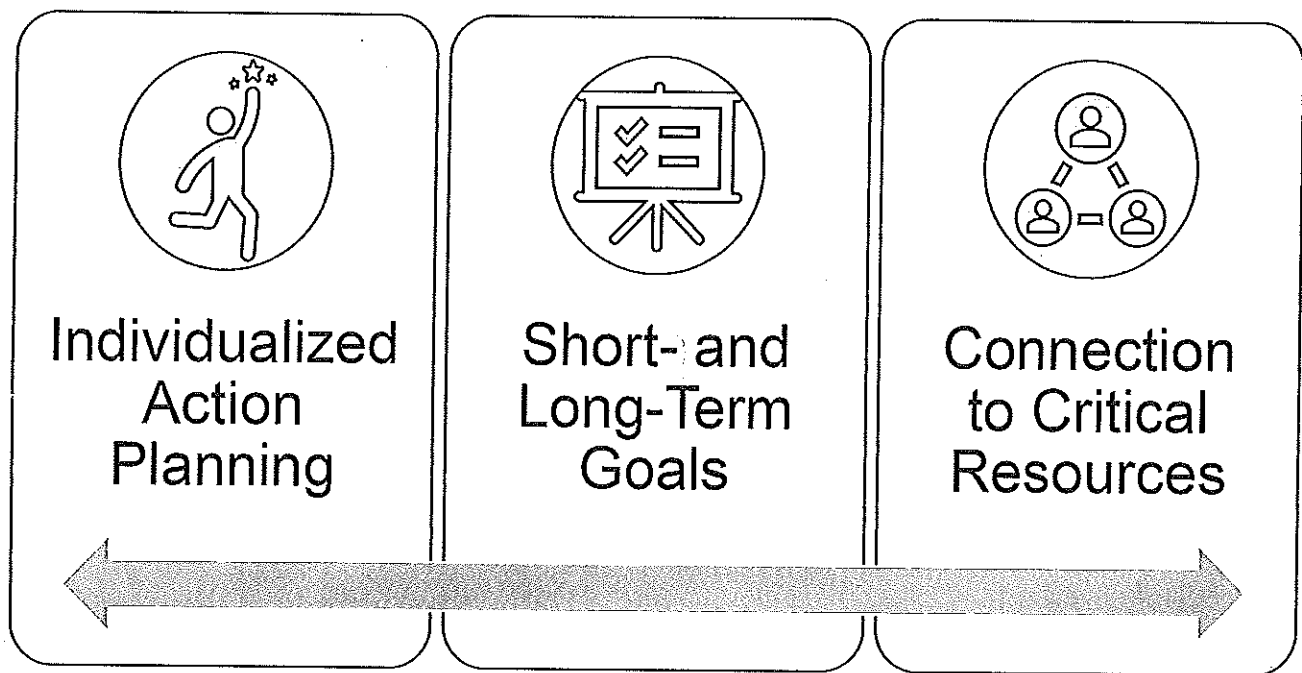 Individualized
Action
Planning
Short- and
Long-Term
Goals
Connection
to Critical
Resources